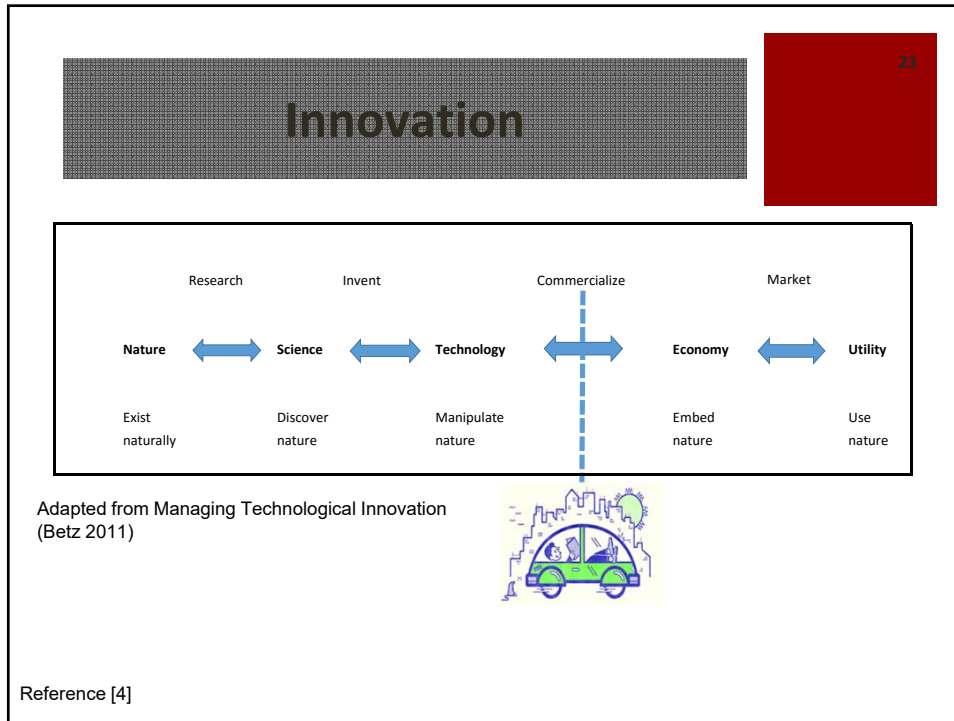 23
Innovation
Research Invent Commercialize Market
Nature Science Technology Economy Utility
Exist Discover Manipulate Embed Use
naturally nature nature nature nature
Adapted from Managing Technological Innovation
(Betz 2011)
Reference [4]